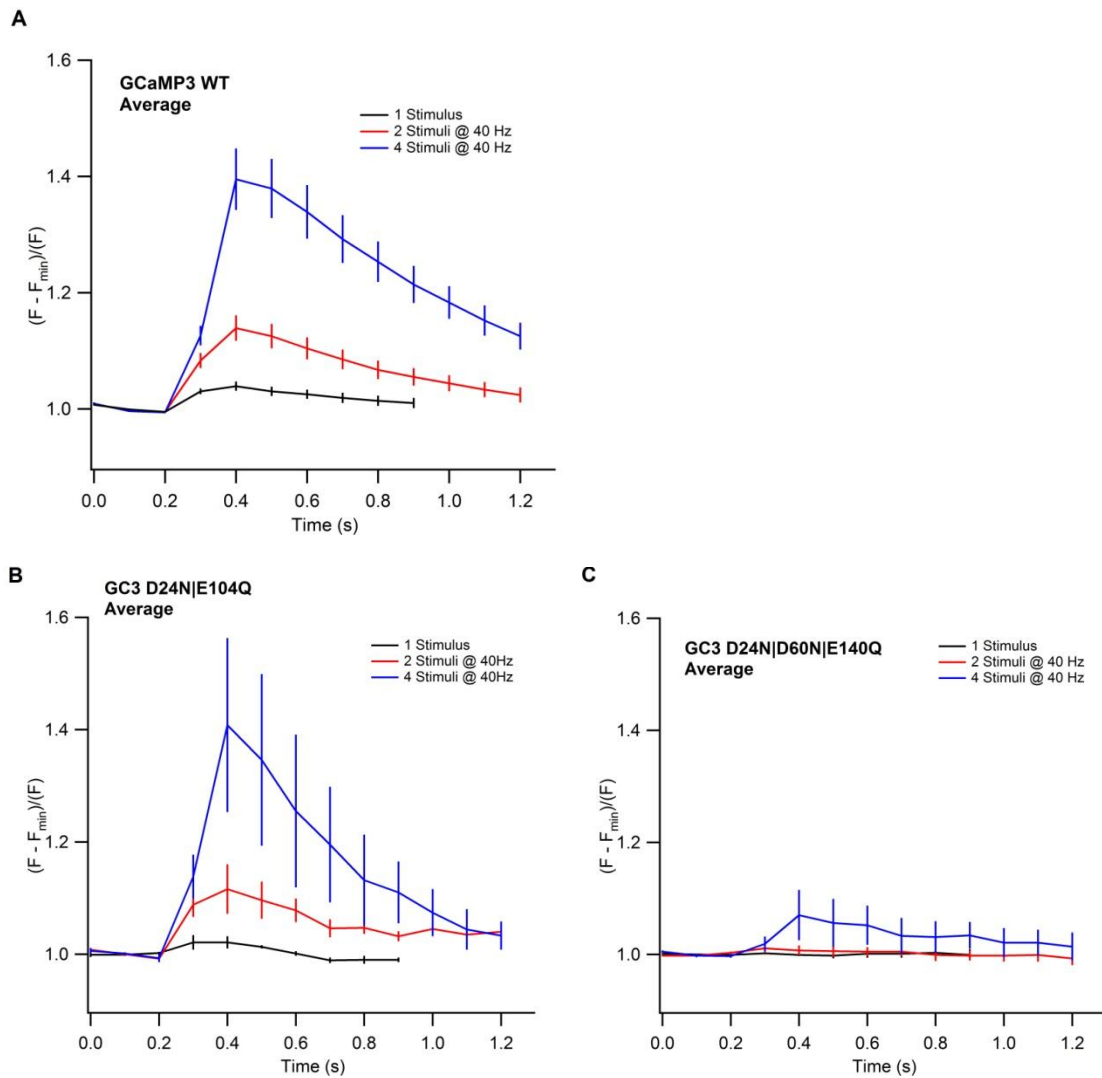 A
GCaMP3 WT
Average
1 Stimulus
2 Stimuli @ 40 Hz
4 Stimuli @ 40 Hz
(F - Fmin)/(F)
1.6
1.4
1.2
1.0
0.0 0.2 0.4 0.6 0.8 1.0 1.2
Time (s)
B
GC3 D24N|E104Q
Average
1 Stimulus
2 Stimuli @ 40Hz
4 Stimuli @ 40Hz
(F - Fmin)/(F)
1.6
1.4
1.2
1.0
0.0 0.2 0.4 0.6 0.8 1.0 1.2
Time (s)
C
GC3 D24N|D60N|E140Q
Average
1 Stimulus
2 Stimuli @ 40 Hz
4 Stimuli @ 40 Hz
(F - Fmin)/(F)
1.6
1.4
1.2
1.0
0.0 0.2 0.4 0.6 0.8 1.0 1.2
Time (s)